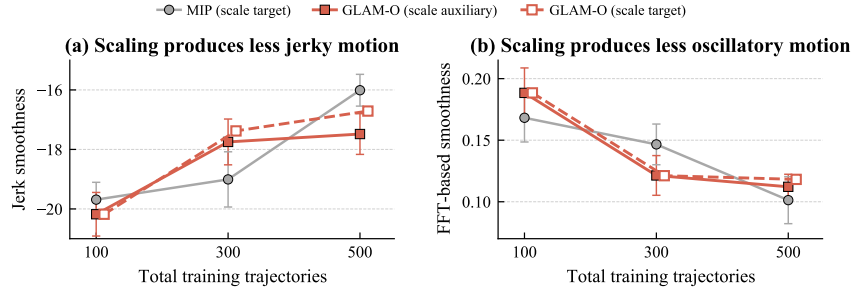 MIP (scale target) GLAM-O (scale auxiliary) GLAM-O (scale target)
(a) Scaling produces less jerky motion
Jerk smoothness
−16
−18
−20
100 300 500
Total training trajectories
(b) Scaling produces less oscillatory motion
FFT-based smoothness
0.20
0.15
0.10
100 300 500
Total training trajectories